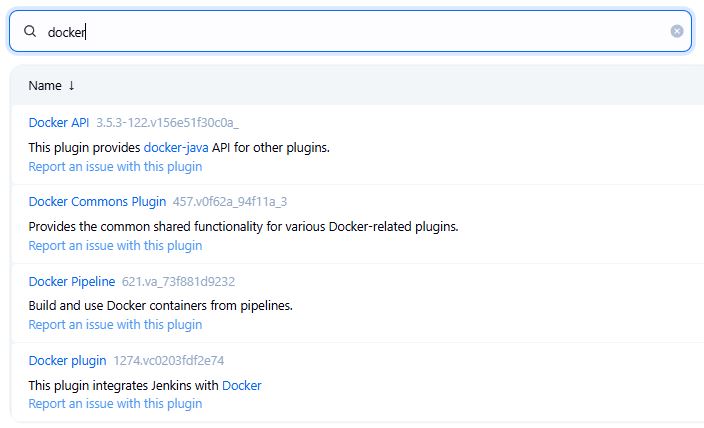 docker
Name ↓
Docker API 3.5.3-122.v156e51f30c0a_
This plugin provides docker-java API for other plugins.
Report an issue with this plugin
Docker Commons Plugin 457.v0f62a_94f11a_3
Provides the common shared functionality for various Docker-related plugins.
Report an issue with this plugin
Docker Pipeline 621.va_73f881d9232
Build and use Docker containers from pipelines.
Report an issue with this plugin
Docker plugin 1274.vc0203fdf2e74
This plugin integrates Jenkins with Docker
Report an issue with this plugin